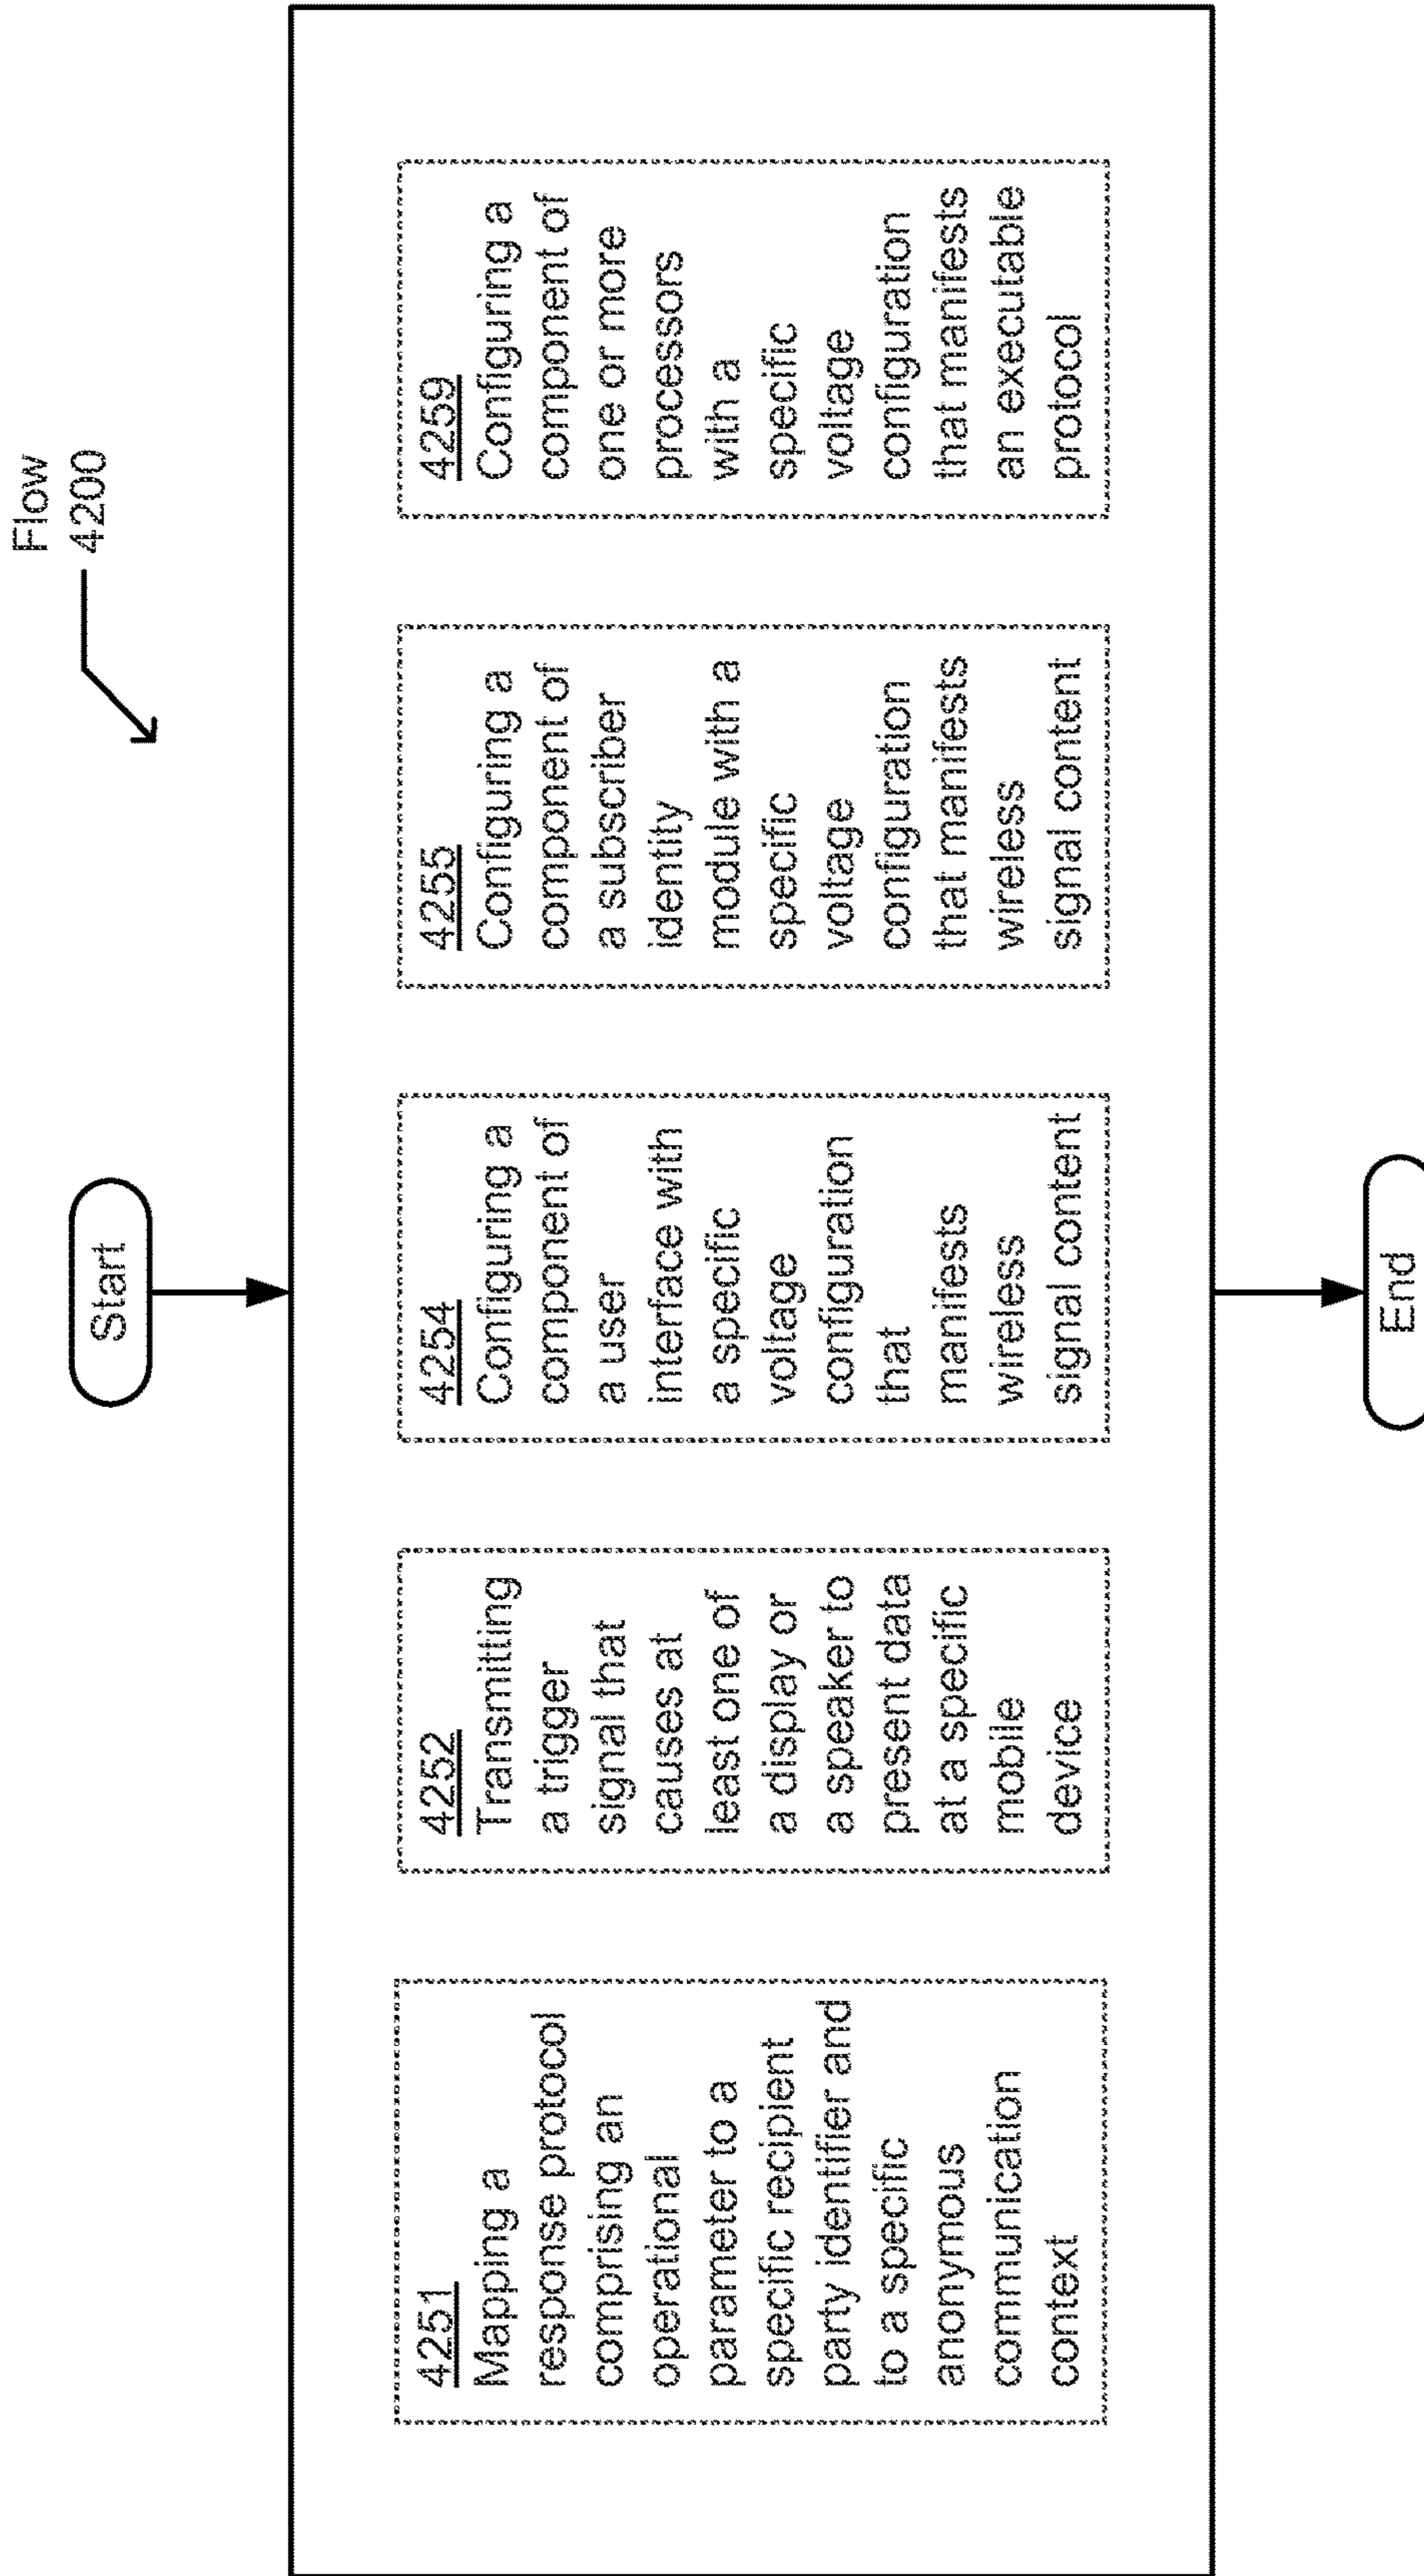 Flow
4200
Start
4251
Mapping a
response protocol
comprising an
operational
parameter to a
specific recipient
party identifier and
to a specific
anonymous
communication
context
4252
Transmitting
a trigger
signal that
causes at
least one of
a display or
a speaker to
present data
at a specific
mobile
device
4254
Configuring a
component of
a user
interface with
a specific
voltage
configuration
that
manifests
wireless
signal content
4255
Configuring a
component of
a subscriber
identity
module with a
specific
voltage
configuration
that manifests
wireless
signal content
4259
Configuring a
component of
one or more
processors
with a
specific
voltage
configuration
that manifests
an executable
protocol
End